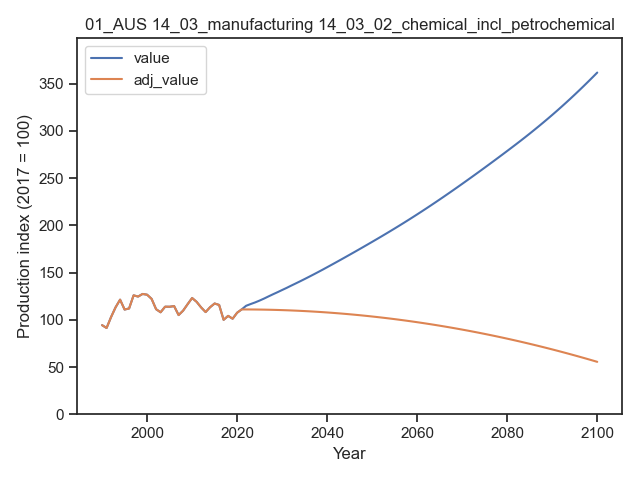 01_AUS 14_03_manufacturing 14_03_02_chemical_incl_petrochemical
value
adj_value
Production index (2017 = 100)
350
300
250
200
150
100
50
0
2000 2020 2040 2060 2080 2100
Year